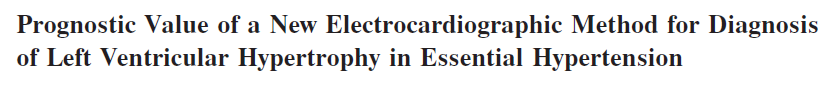 Prognostic Value of a New Electrocardiographic Method for Diagnosis
of Left Ventricular Hypertrophy in Essential Hypertension